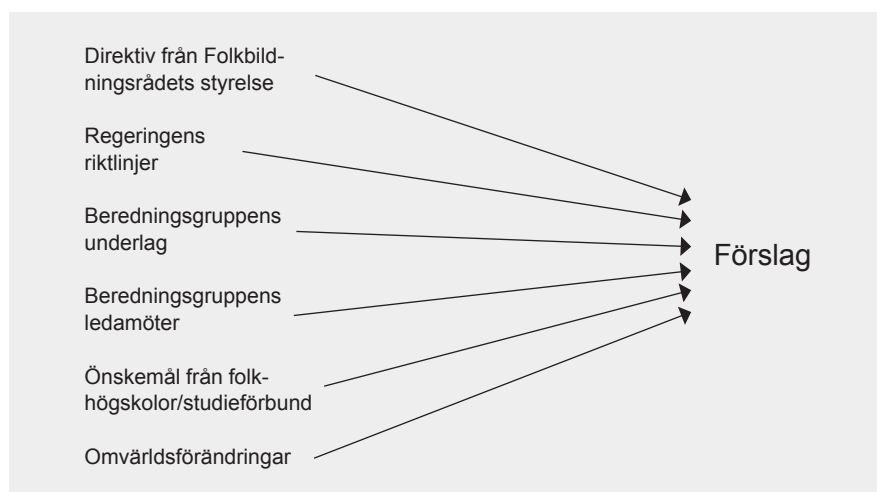 Direktiv från Folkbild-
ningsrådets styrelse
Regeringens
riktlinjer
Beredningsgruppens
underlag
Beredningsgruppens
ledamöter
Önskemål från folk-
högskolor/studieförbund
Omvärldsförändringar
Förslag